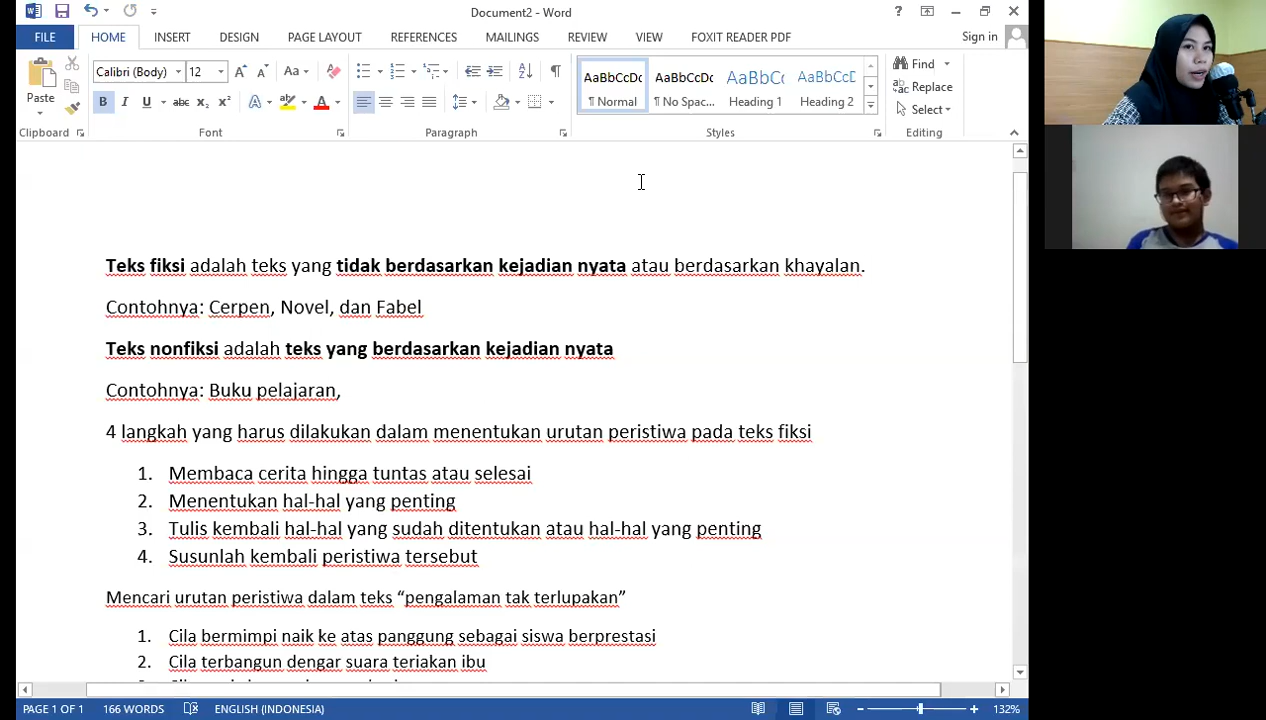 Document2 - Word
FILE HOME INSERT DESIGN PAGE LAYOUT REFERENCES MAILINGS REVIEW VIEW FOXIT READER PDF Sign in
Paste
Calibri (Body) 12
Clipboard Font Paragraph Styles Editing
AaBbCcDc AaBbCcDc AaBbC AaBbCcD
¶ Normal ¶ No Spac... Heading 1 Heading 2
Find
Replace
Select
Teks fiksi adalah teks yang tidak berdasarkan kejadian nyata atau berdasarkan khayalan.
Contohnya: Cerpen, Novel, dan Fabel
Teks nonfiksi adalah teks yang berdasarkan kejadian nyata
Contohnya: Buku pelajaran,
4 langkah yang harus dilakukan dalam menentukan urutan peristiwa pada teks fiksi
1. Membaca cerita hingga tuntas atau selesai
2. Menentukan hal-hal yang penting
3. Tulis kembali hal-hal yang sudah ditentukan atau hal-hal yang penting
4. Susunlah kembali peristiwa tersebut
Mencari urutan peristiwa dalam teks “pengalaman tak terlupakan”
1. Cila bermimpi naik ke atas panggung sebagai siswa berprestasi
2. Cila terbangun dengar suara teriakan ibu
PAGE 1 OF 1 166 WORDS ENGLISH (INDONESIA) 132%